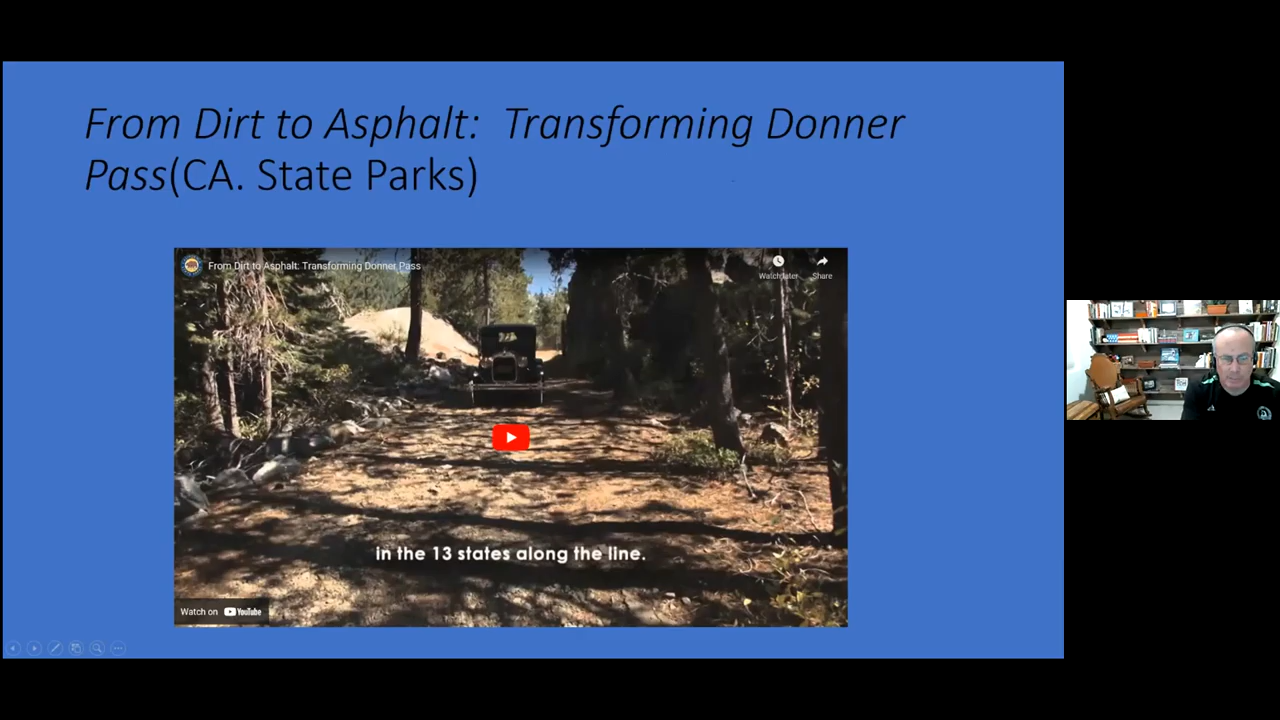 From Dirt to Asphalt: Transforming Donner
Pass(CA. State Parks)
From Dirt to Asphalt: Transforming Donner Pass
Watch later
Share
in the 13 states along the line.
Watch on YouTube